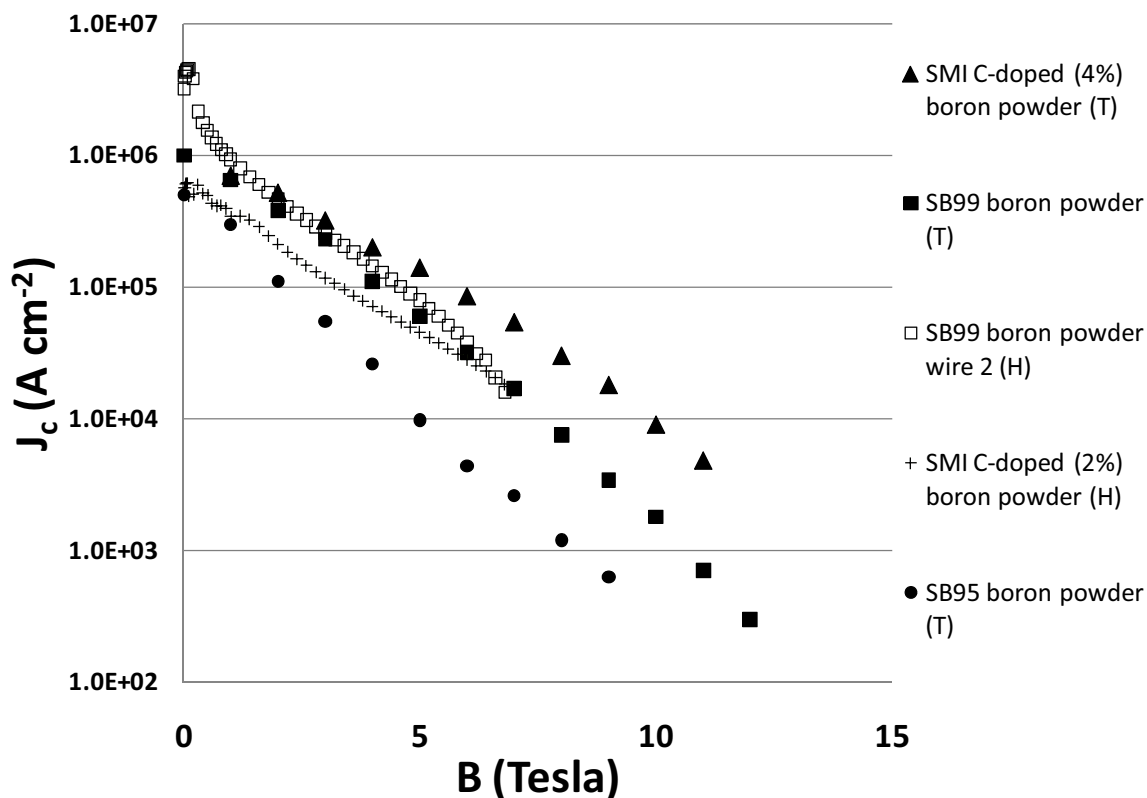 1.0E+07
1.0E+06
1.0E+05
1.0E+04
1.0E+03
1.0E+02
Jc (A cm-2)
0
5
10
15
B (Tesla)
SMI C-doped (4%)
boron powder (T)
SB99 boron powder
(T)
SB99 boron powder
wire 2 (H)
SMI C-doped (2%)
boron powder (H)
SB95 boron powder
(T)